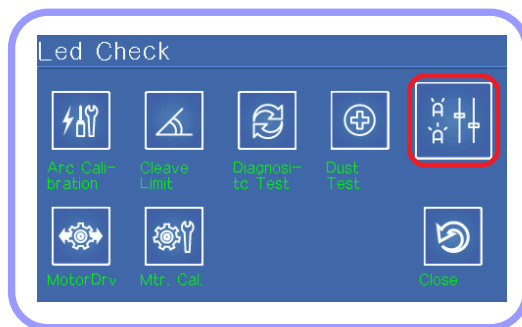 Led Check
Arc Cali-
bration
Cleave
Limit
Diagnosi-
tc Test
Dust
Test
MotorDrv
Mtr. Cal.
Close